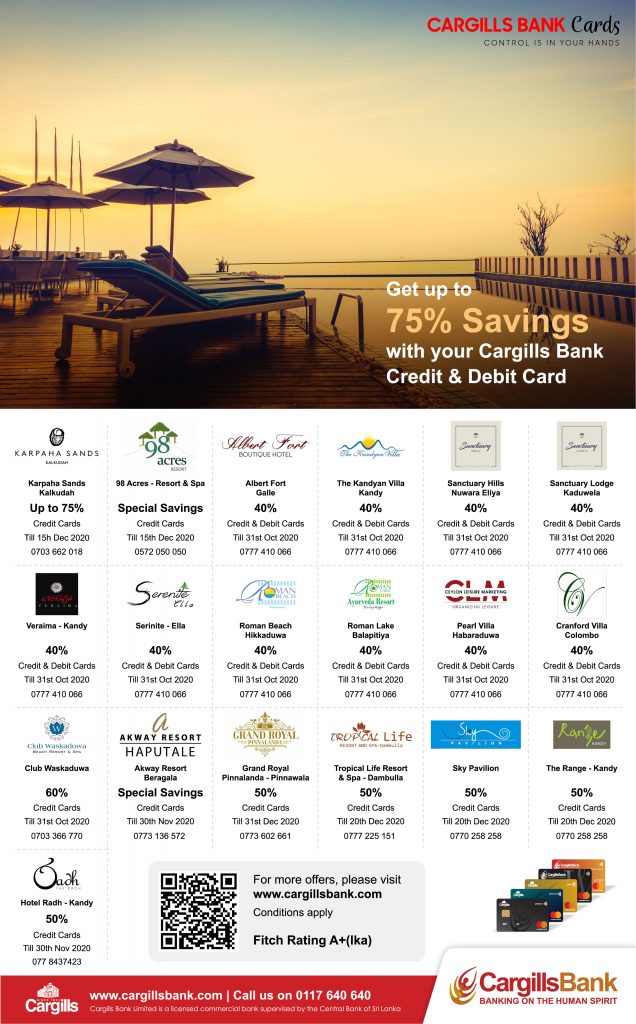 CARGILLS BANK Cards
CONTROL IS IN YOUR HANDS
Get up to
75% Savings
with your Cargills Bank
Credit & Debit Card
KARPAHA SANDS
KALKUDAH
Karpaha Sands
Kalkudah
Up to 75%
Credit Cards
Till 15h Dec 2020
0703 662 018
98
acres
RESORT
98 Acres - Resort & Spa
Special Savings
Credit Cards
Till 15th Dec 2020
0572 050 050
Albert Fort
BOUTIQUE HOTEL
Albert Fort
Galle
40%
Credit & Debit Cards
Till 31st Oct 2020
0777 410 066
The Kandyan Villa
The Kandyan Villa
Kandy
40%
Credit & Debit Cards
Till 31st Oct 2020
0777 410 066
Sanctuary
Sanctuary Hills
Nuwara Eliya
40%
Credit & Debit Cards
Till 31st Oct 2020
0777 410 066
Sanctuary
Sanctuary Lodge
Kaduwela
40%
Credit & Debit Cards
Till 31st Oct 2020
0777 410 066
VERAIMA
Veraima - Kandy
40%
Credit & Debit Cards
Till 31st Oct 2020
0777 410 066
Serenite
Ella
Serinite - Ella
40%
Credit & Debit Cards
Till 31st Oct 2020
0777 410 066
ROMAN
BEACH
Roman Beach
Hikkaduwa
40%
Credit & Debit Cards
Till 31st Oct 2020
0777 410 066
ROMAN
LAKE
Ayurveda Resort
Roman Lake
Balapitiya
40%
Credit & Debit Cards
Till 31st Oct 2020
0777 410 066
CEYLON LEISURE MARKETING
CLM
"ORGANIZING LEISURE"
Pearl Villa
Habaraduwa
40%
Credit & Debit Cards
Till 31st Oct 2020
0777 410 066
CV
Cranford Villa
Colombo
40%
Credit & Debit Cards
Till 31st Oct 2020
0777 410 066
W
Club Waskaduwa
BEACH RESORT & SPA
Club Waskaduwa
60%
Credit Cards
Till 31st Oct 2020
0703 366 770
a
AKWAY RESORT
HAPUTALE
Akway Resort
Beragala
Special Savings
Credit Cards
Till 30th Nov 2020
0773 136 572
GRAND ROYAL
PINNALANDA
Grand Royal
Pinnalanda - Pinnawala
50%
Credit Cards
Till 31st Dec 2020
0773 602 661
TROPICAL Life
RESORT AND SPA-Dambulla
Tropical Life Resort
& Spa - Dambulla
50%
Credit Cards
Till 20th Dec 2020
0777 225 151
Sky
PAVILION
Sky Pavilion
50%
Credit Cards
Till 20th Dec 2020
0770 258 258
Range
KANDY
The Range - Kandy
50%
Credit Cards
Till 20th Dec 2020
0770 258 258
Radh
Hotel Radh - Kandy
50%
Credit Cards
Till 30th Nov 2020
077 8437423
For more offers, please visit
www.cargillsbank.com
Conditions apply
Fitch Rating A+(lka)
CargillsBank
Cargills
www.cargillsbank.com | Call us on 0117 640 640
Cargills Bank Limited is a licensed commercial bank supervised by the Central Bank of Sri Lanka
CargillsBank
BANKING ON THE HUMAN SPIRIT